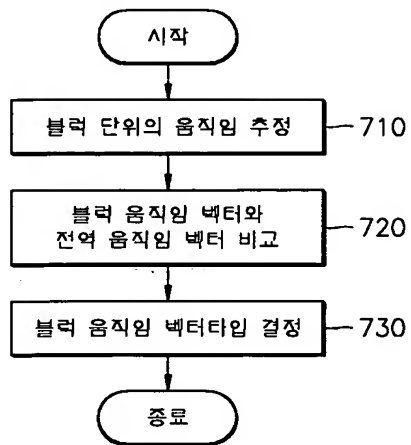 시작
블럭 단위의 움직임 추정 710
블럭 움직임 벡터와
전역 움직임 벡터 비교 720
블럭 움직임 벡터타입 결정 730
종료